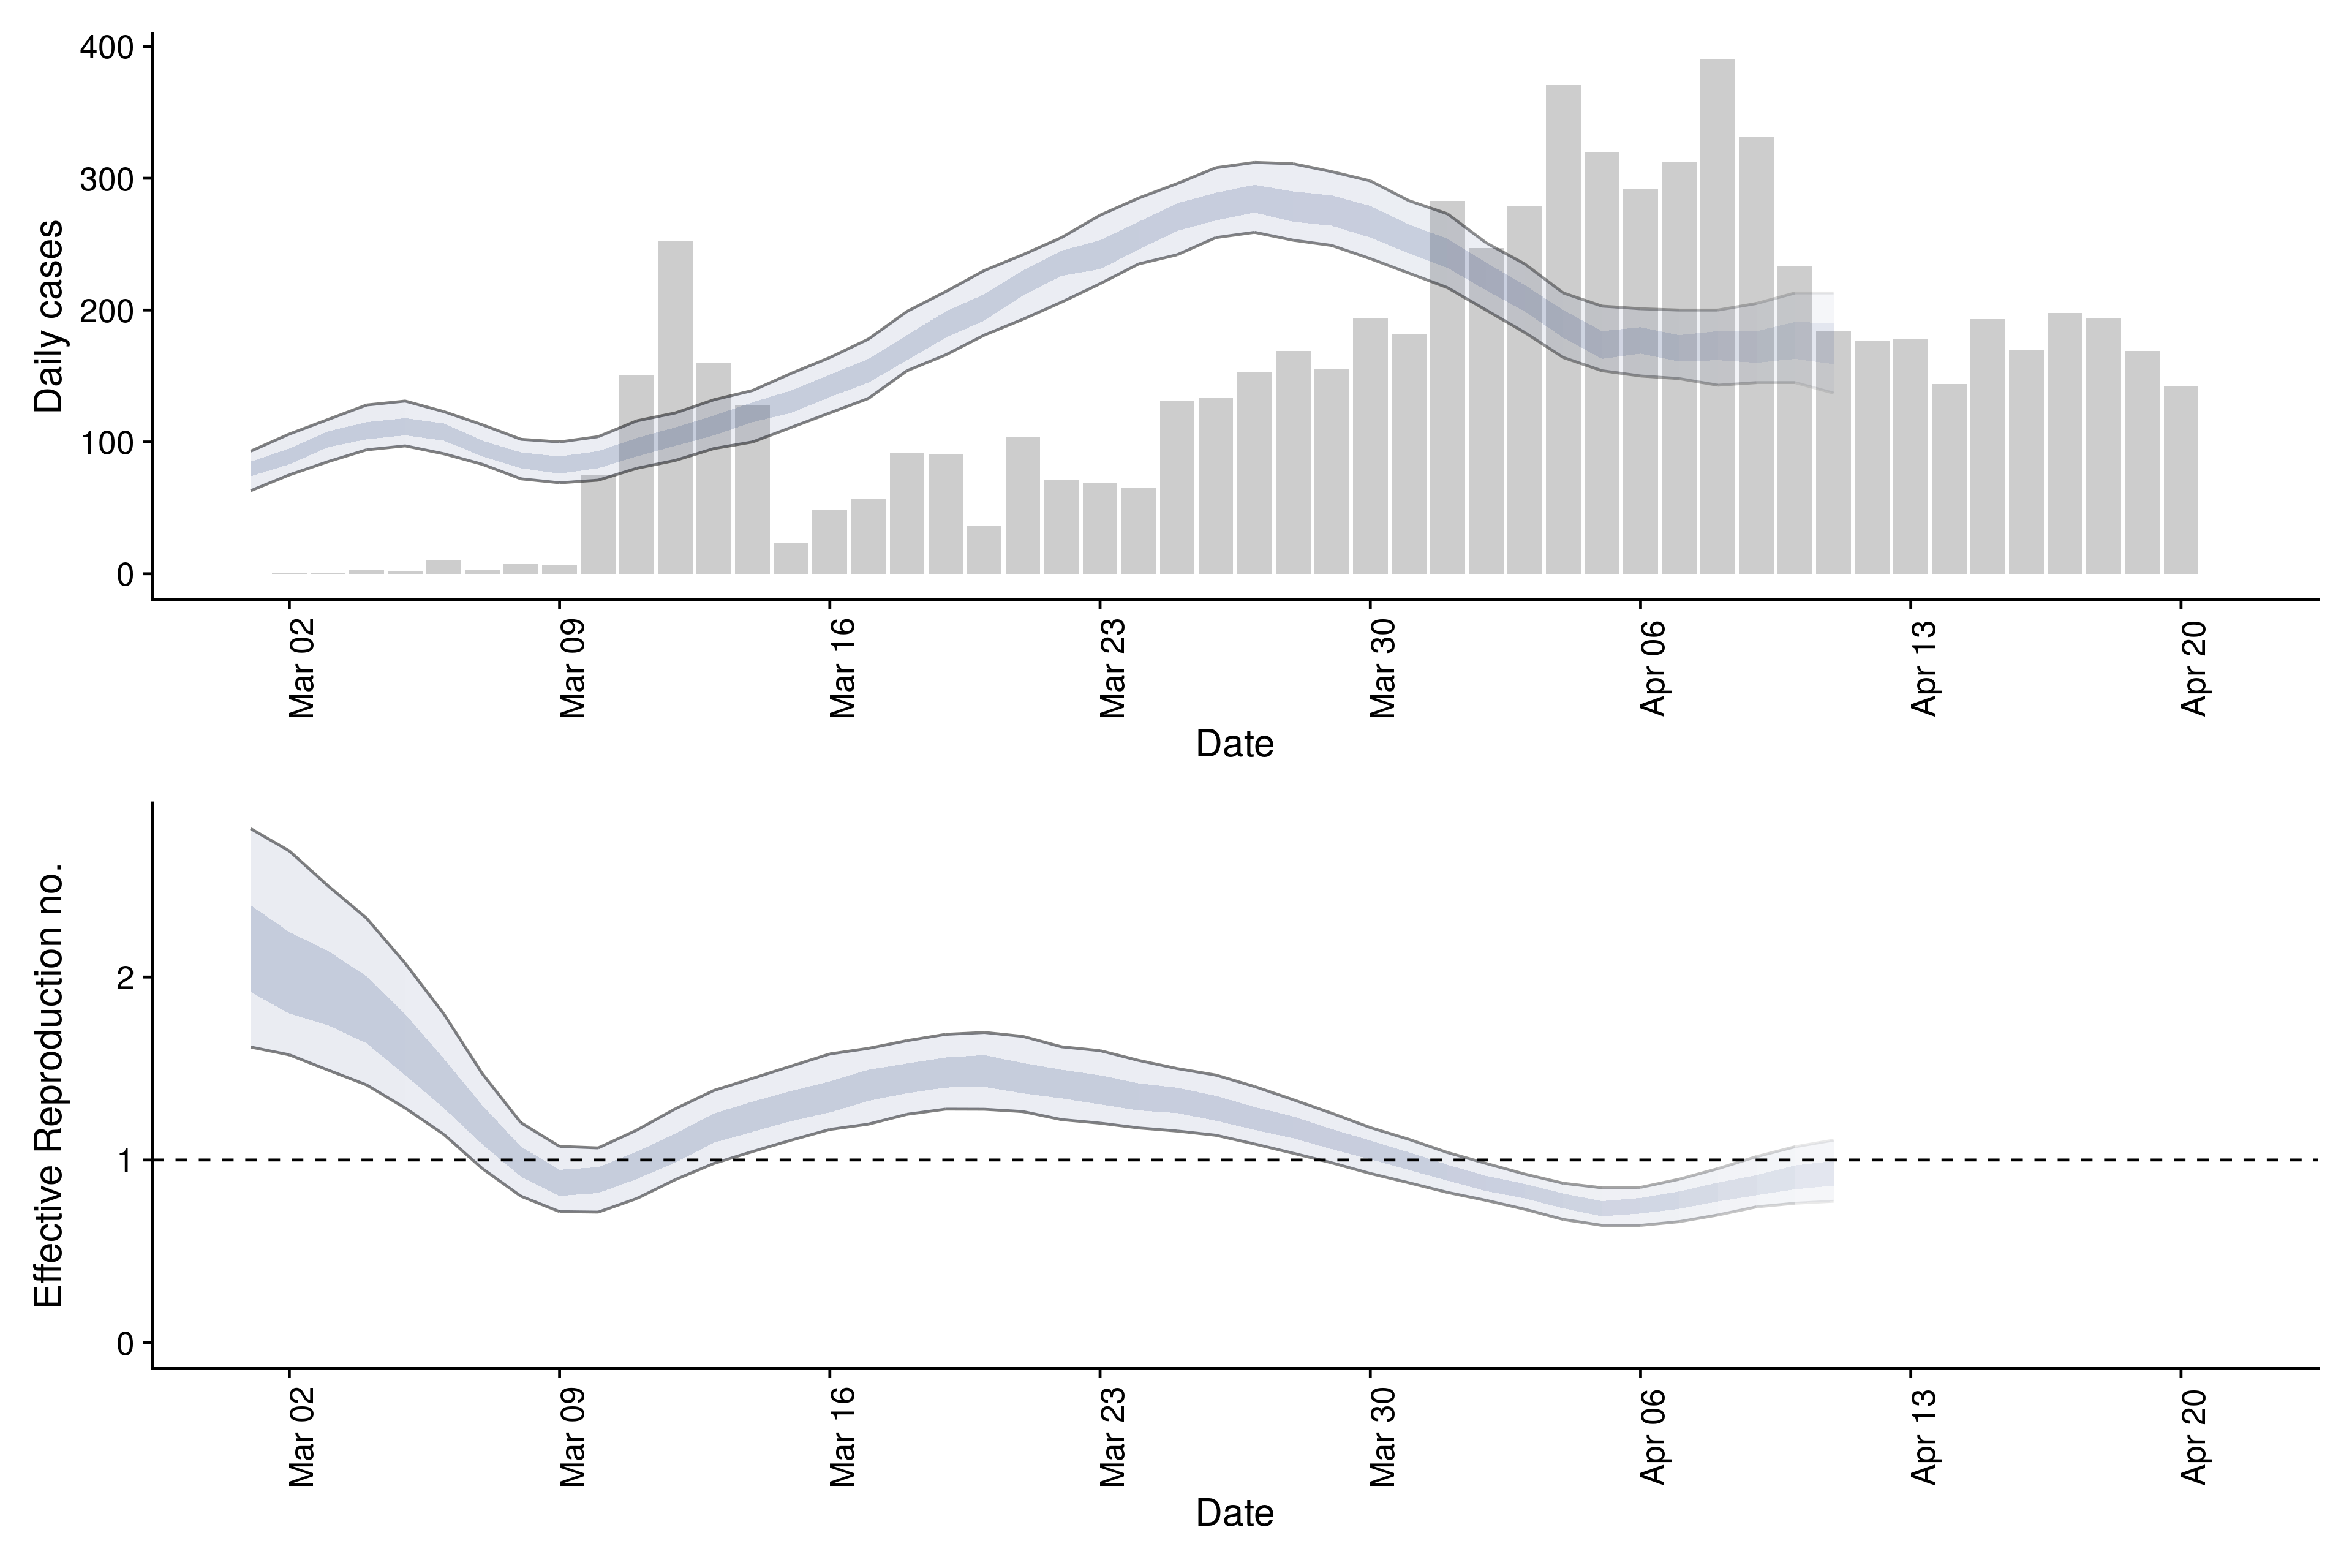 400
300
200
100
0
Daily cases
Mar 02
Mar 09
Mar 16
Mar 23
Mar 30
Apr 06
Apr 13
Apr 20
Date
2
1
0
Effective Reproduction no.
Mar 02
Mar 09
Mar 16
Mar 23
Mar 30
Apr 06
Apr 13
Apr 20
Date